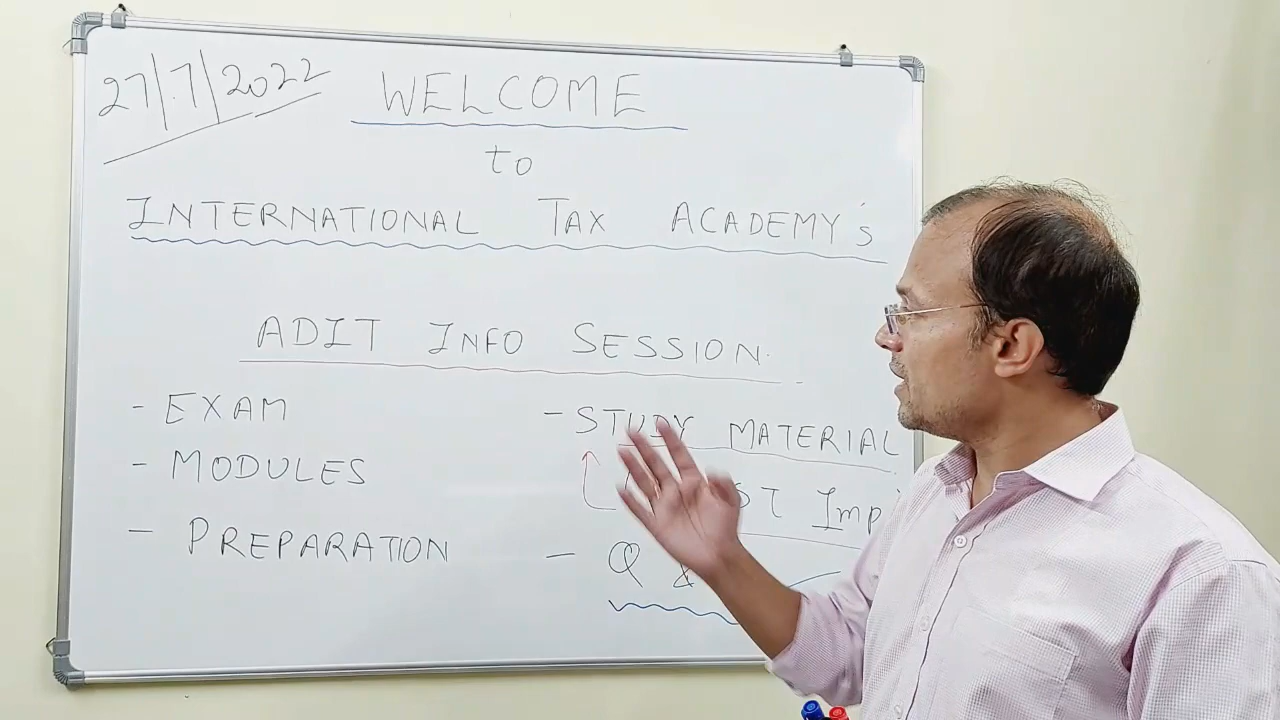 27/7/2022
WELCOME
to
INTERNATIONAL TAX ACADEMY's
ADIT INFO SESSION.
- EXAM
- MODULES
- PREPARATION
- STUDY MATERIAL
- Q &